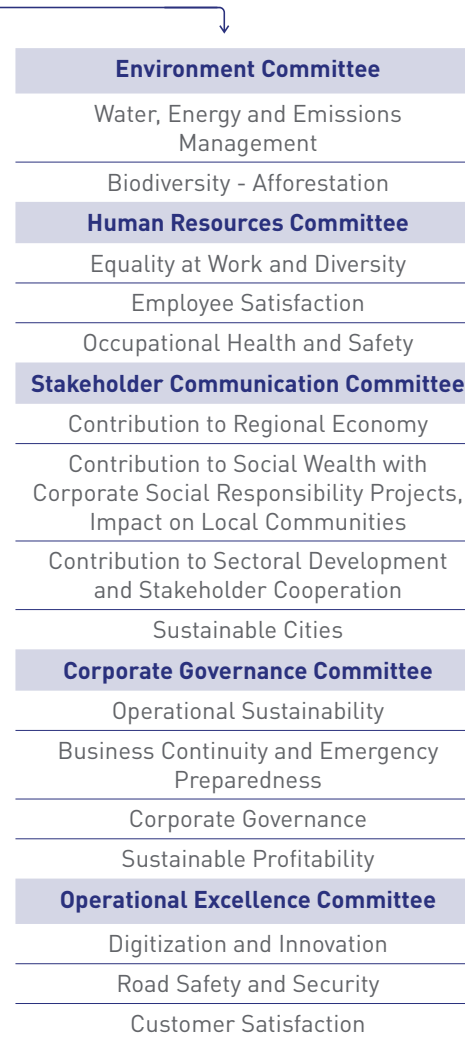 Environment Committee
Water, Energy and Emissions
Management
Biodiversity - Afforestation
Human Resources Committee
Equality at Work and Diversity
Employee Satisfaction
Occupational Health and Safety
Stakeholder Communication Committee
Contribution to Regional Economy
Contribution to Social Wealth with
Corporate Social Responsibility Projects,
Impact on Local Communities
Contribution to Sectoral Development
and Stakeholder Cooperation
Sustainable Cities
Corporate Governance Committee
Operational Sustainability
Business Continuity and Emergency
Preparedness
Corporate Governance
Sustainable Profitability
Operational Excellence Committee
Digitization and Innovation
Road Safety and Security
Customer Satisfaction